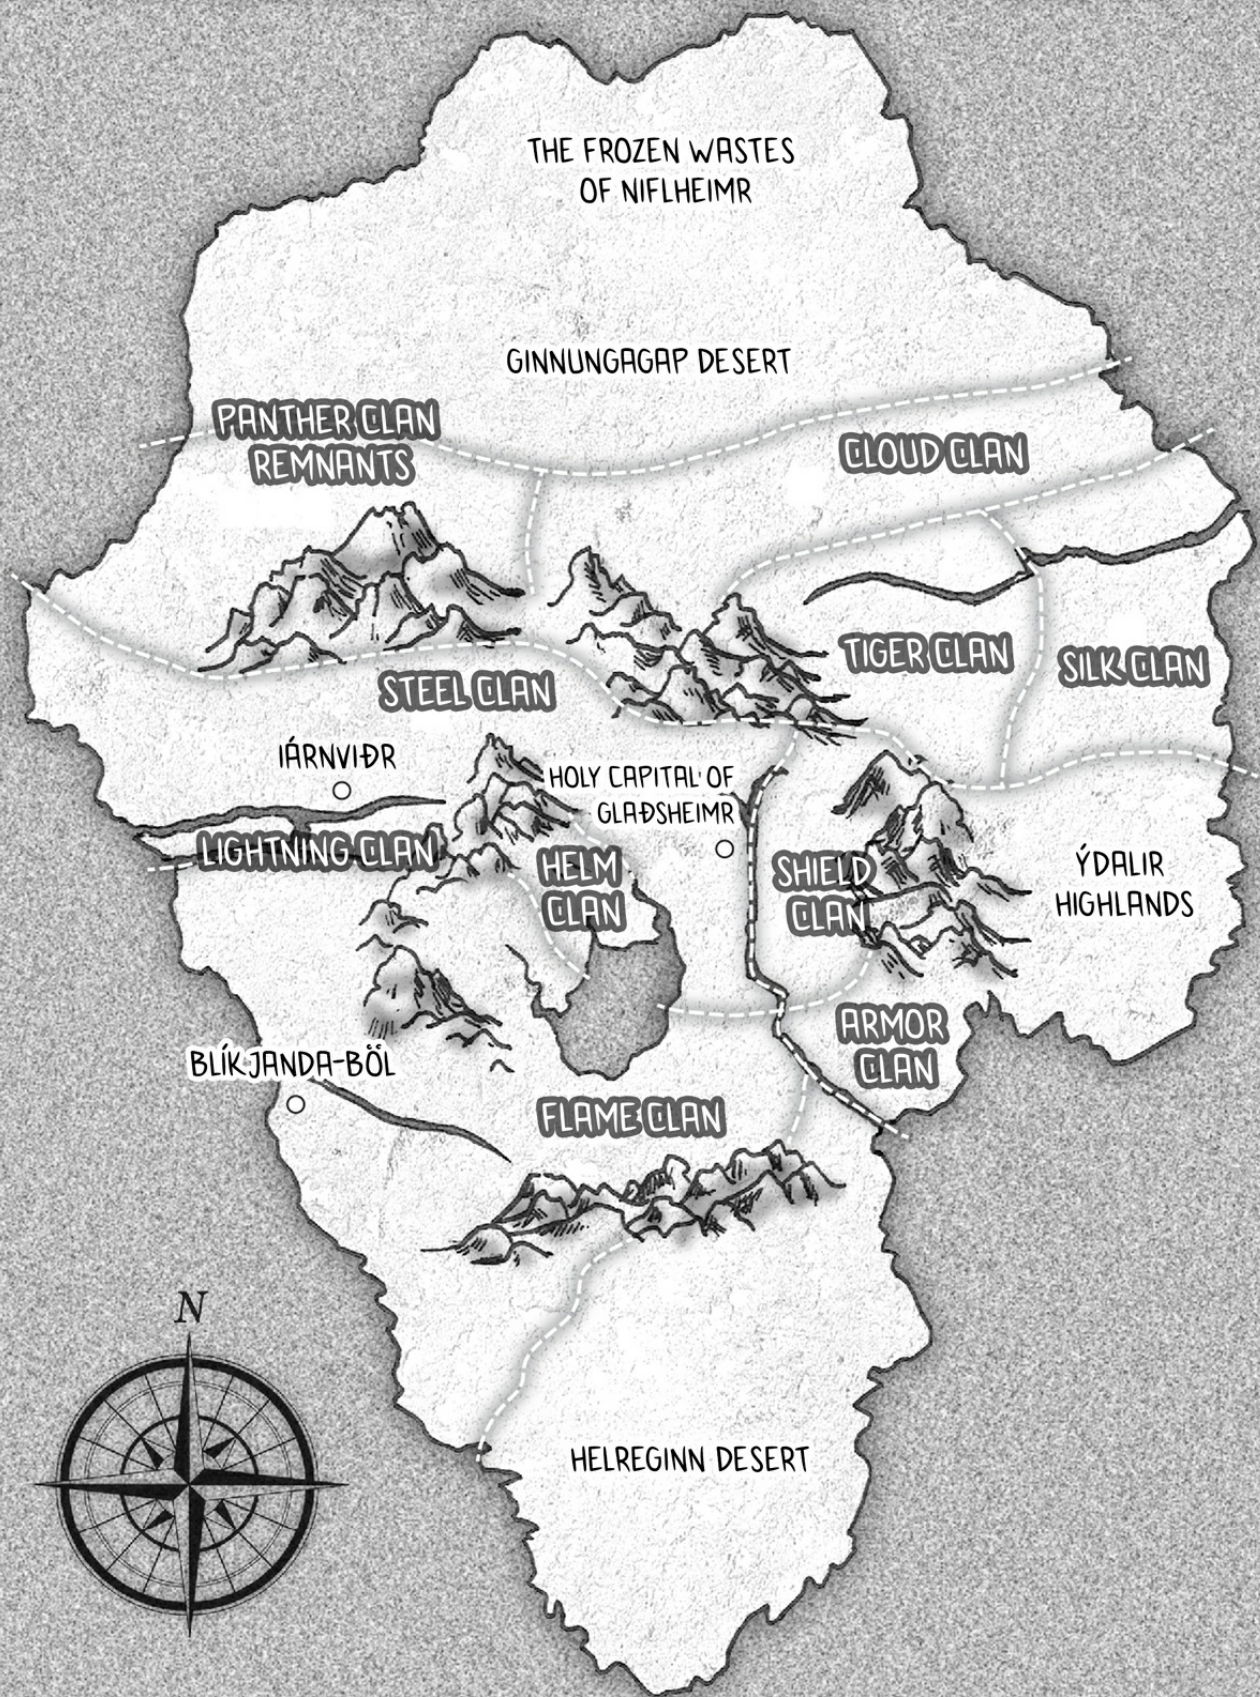 THE FROZEN WASTES
OF NIFLHEIMR
GINNUNGAGAP DESERT
PANTHER CLAN
REMNANTS
CLOUD CLAN
TIGER CLAN
SILK CLAN
STEEL CLAN
IÁRNVIÐR
HOLY CAPITAL OF
GLAÐSHEIMR
LIGHTNING CLAN
HELM
CLAN
SHIELD
CLAN
ÝDALIR
HIGHLANDS
ARMOR
CLAN
BLÍKJANDA-BÖL
FLAME CLAN
N
HELREGINN DESERT